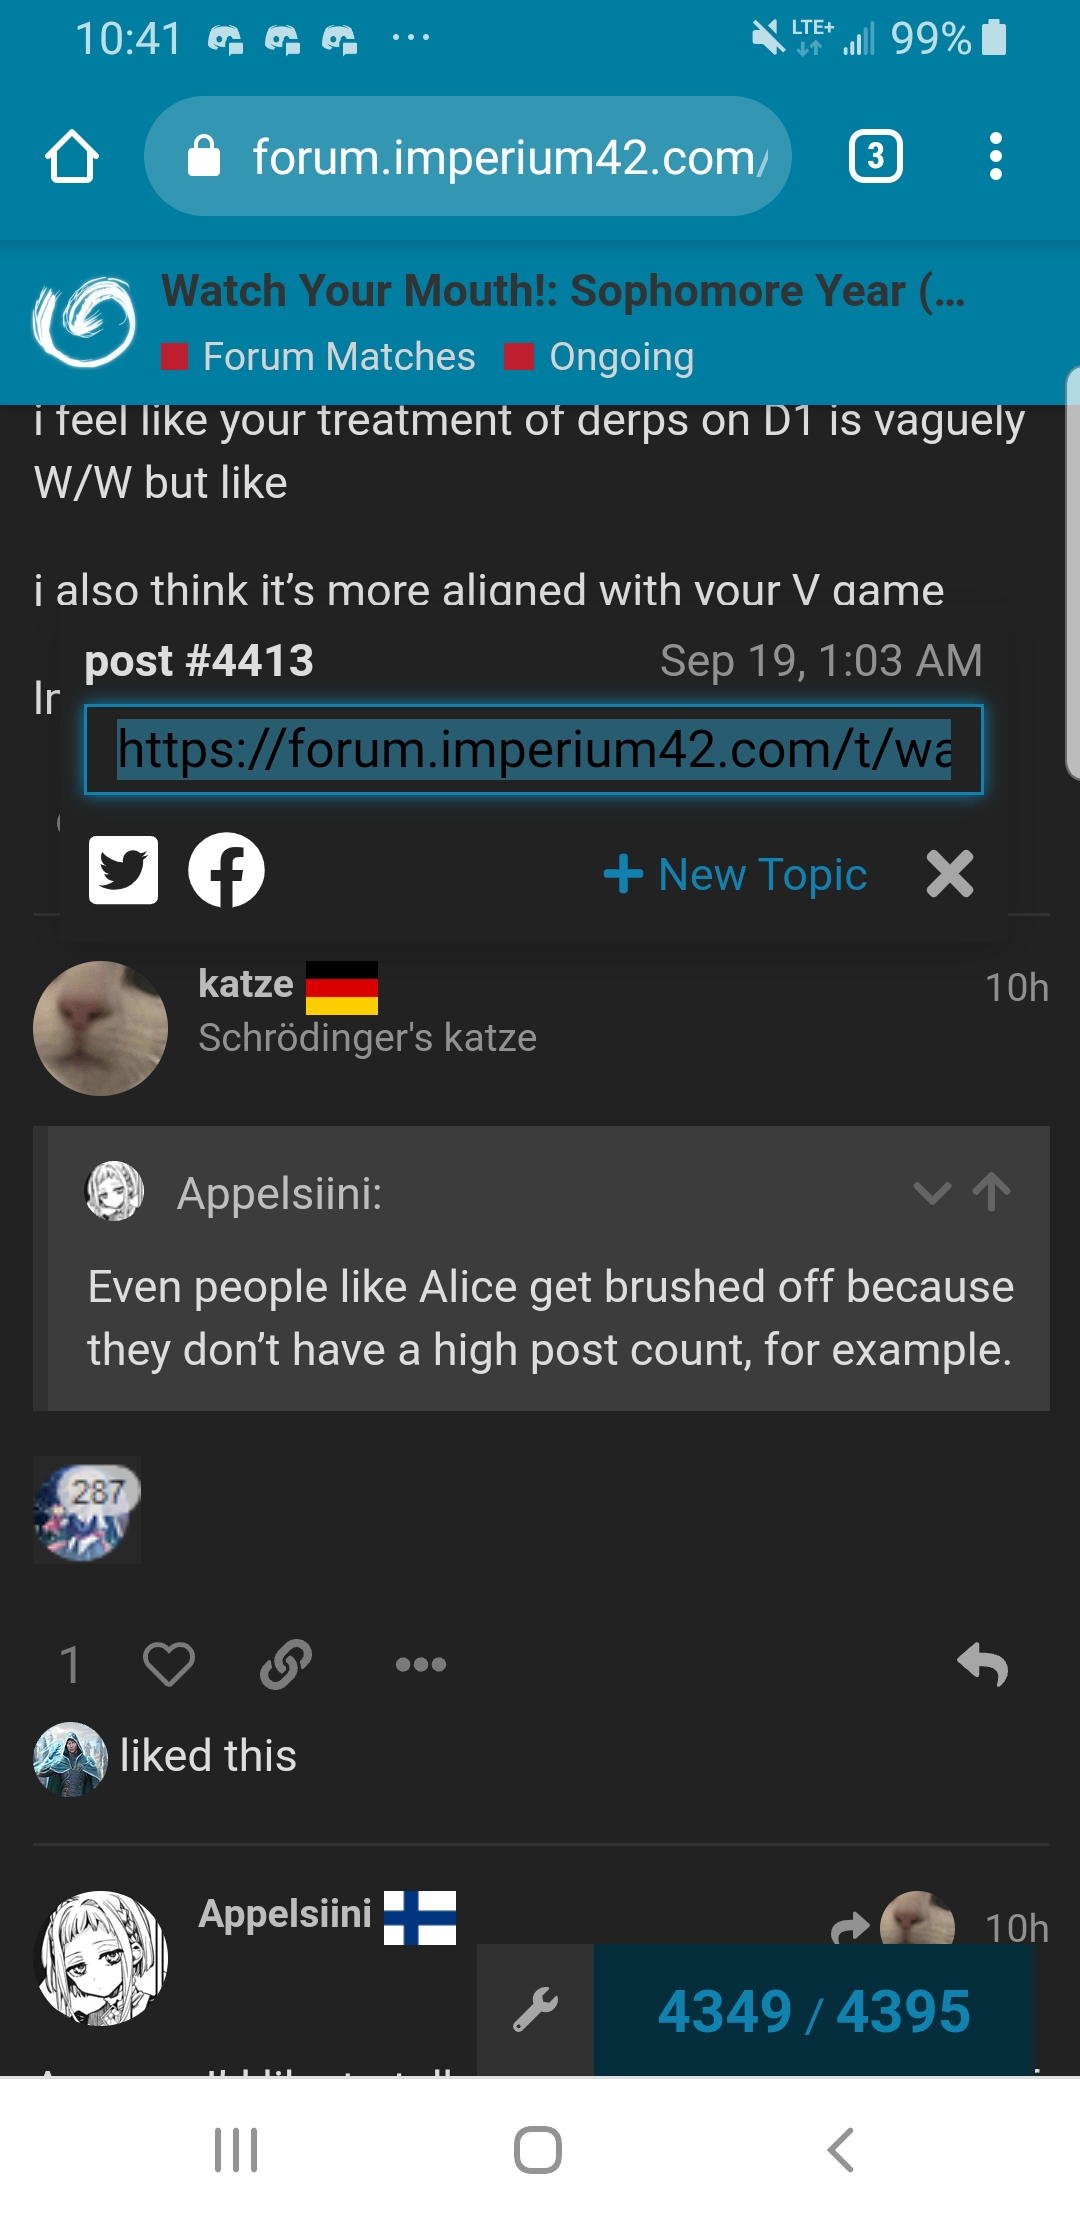 10:41
LTE+ 99%
forum.imperium42.com/
3
Watch Your Mouth!: Sophomore Year (...
Forum Matches Ongoing
i feel like your treatment of derps on D1 is vaguely
W/W but like
i also think it's more aligned with your V game
post #4413 Sep 19, 1:03 AM
https://forum.imperium42.com/t/wa
+ New Topic
katze 10h
Schrödinger's katze
Appelsiini:
Even people like Alice get brushed off because
they don't have a high post count, for example.
287
1
liked this
Appelsiini 10h
4349 / 4395